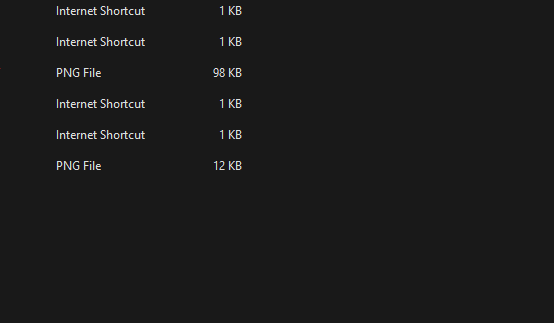 Internet Shortcut 1 KB
Internet Shortcut 1 KB
PNG File 98 KB
Internet Shortcut 1 KB
Internet Shortcut 1 KB
PNG File 12 KB